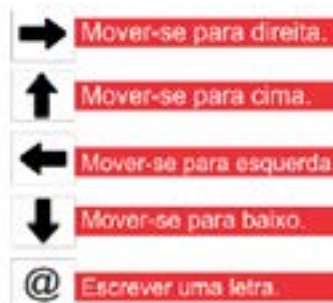 Mover-se para direita.
Mover-se para cima.
Mover-se para esquerda
Mover-se para baixo.
@ Escrever uma letra.